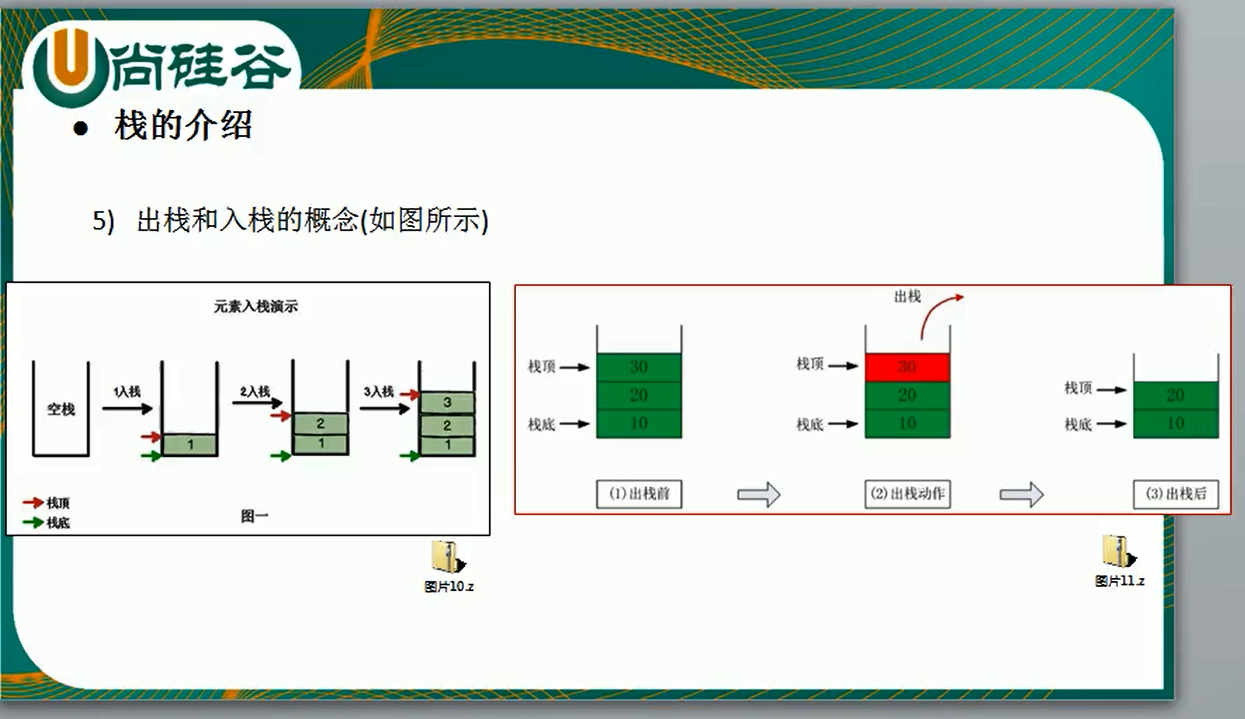 尚硅谷
● 栈的介绍
5) 出栈和入栈的概念(如图所示)
元素入栈演示
空栈
1入栈
1
2入栈
2
1
3入栈
3
2
1
栈顶
栈底
图一
图片10.z
栈顶
30
20
栈底
10
(1)出栈前
出栈
栈顶
30
20
栈底
10
(2)出栈动作
栈顶
20
栈底
10
(3)出栈后
图片11.z